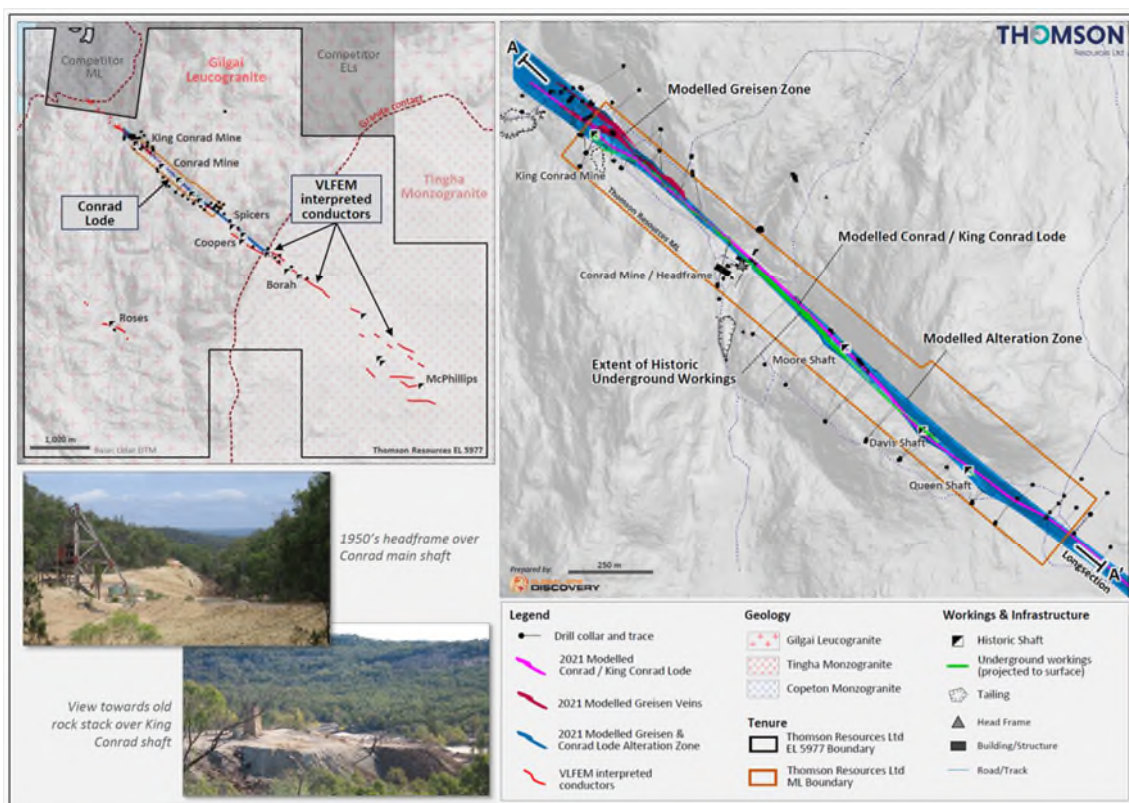 Competitor
ML
Gilgai
Leucogranite
Competitor
ELs
Granite contact
King Conrad Mine
Conrad Mine
Conrad
Lode
VLFEM
interpreted
conductors
Tingha
Monzogranite
Spicers
Coopers
Borah
Roses
McPhillips
1,000 m
Base: Lidar DTM
Thomson Resources EL 5977
A
THOMSON
Resources Ltd
Modelled Greisen Zone
King Conrad Mine
Thomson Resources ML
Modelled Conrad / King Conrad Lode
Conrad Mine / Headframe
Modelled Alteration Zone
Extent of Historic
Underground Workings
Moore Shaft
Davis Shaft
Queen Shaft
A'
Longsection
Prepared by:
DISCOVERY
250 m
1950's headframe over
Conrad main shaft
View towards old
rock stack over King
Conrad shaft
Legend
Drill collar and trace
2021 Modelled
Conrad / King Conrad Lode
2021 Modelled Greisen Veins
2021 Modelled Greisen &
Conrad Lode Alteration Zone
VLFEM interpreted
conductors
Geology
Gilgai Leucogranite
Tingha Monzogranite
Copeton Monzogranite
Tenure
Thomson Resources Ltd
EL 5977 Boundary
Thomson Resources Ltd
ML Boundary
Workings & Infrastructure
Historic Shaft
Underground workings
(projected to surface)
Tailing
Head Frame
Building/Structure
Road/Track